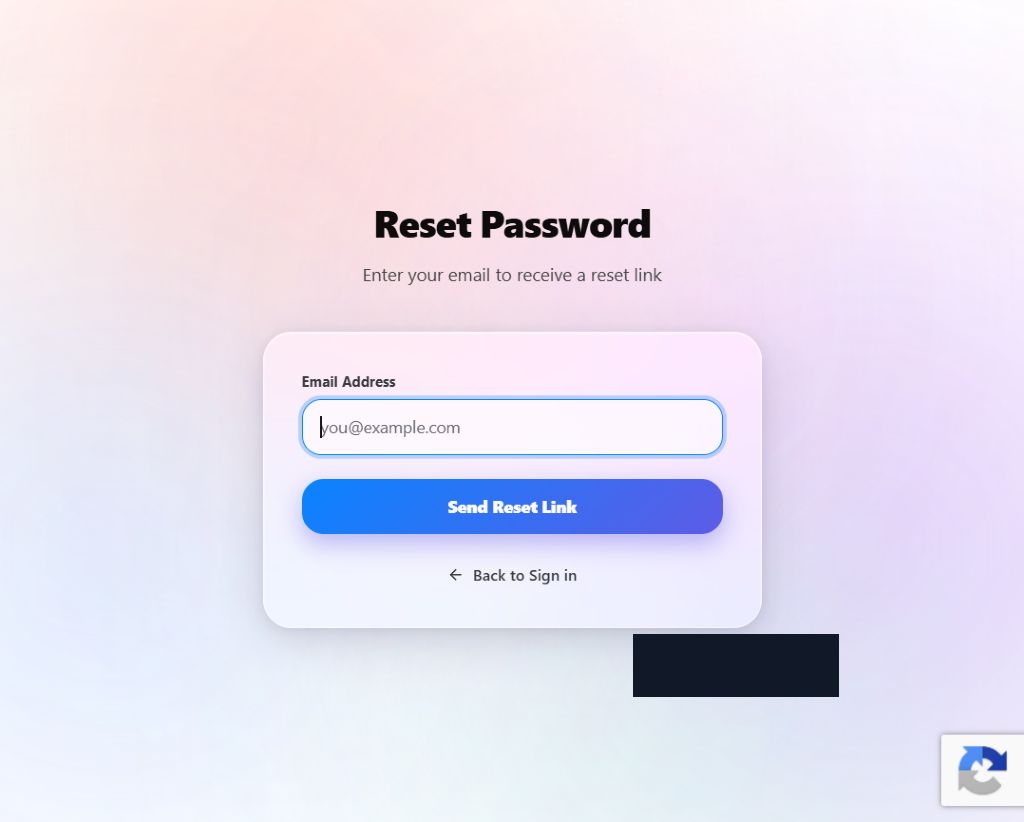 Reset Password
Enter your email to receive a reset link
Email Address
you@example.com
Send Reset Link
← Back to Sign in